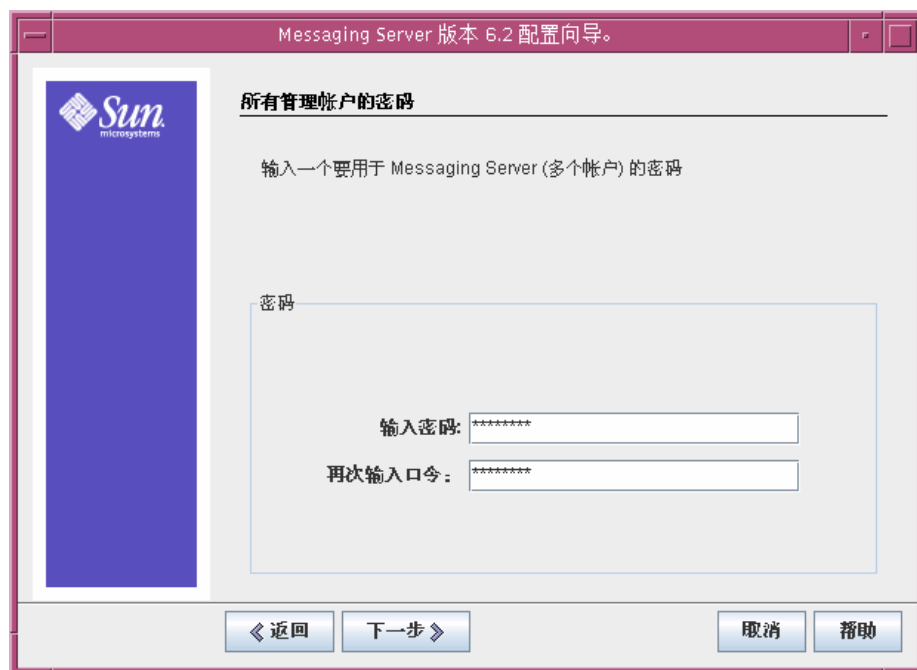 Messaging Server 版本 6.2 配置向导。
Sun
microsystems
所有管理帐户的密码
输入一个要用于 Messaging Server (多个帐户) 的密码
密码
输入密码: ********
再次输入口令： ********
返回
下一步
取消
帮助